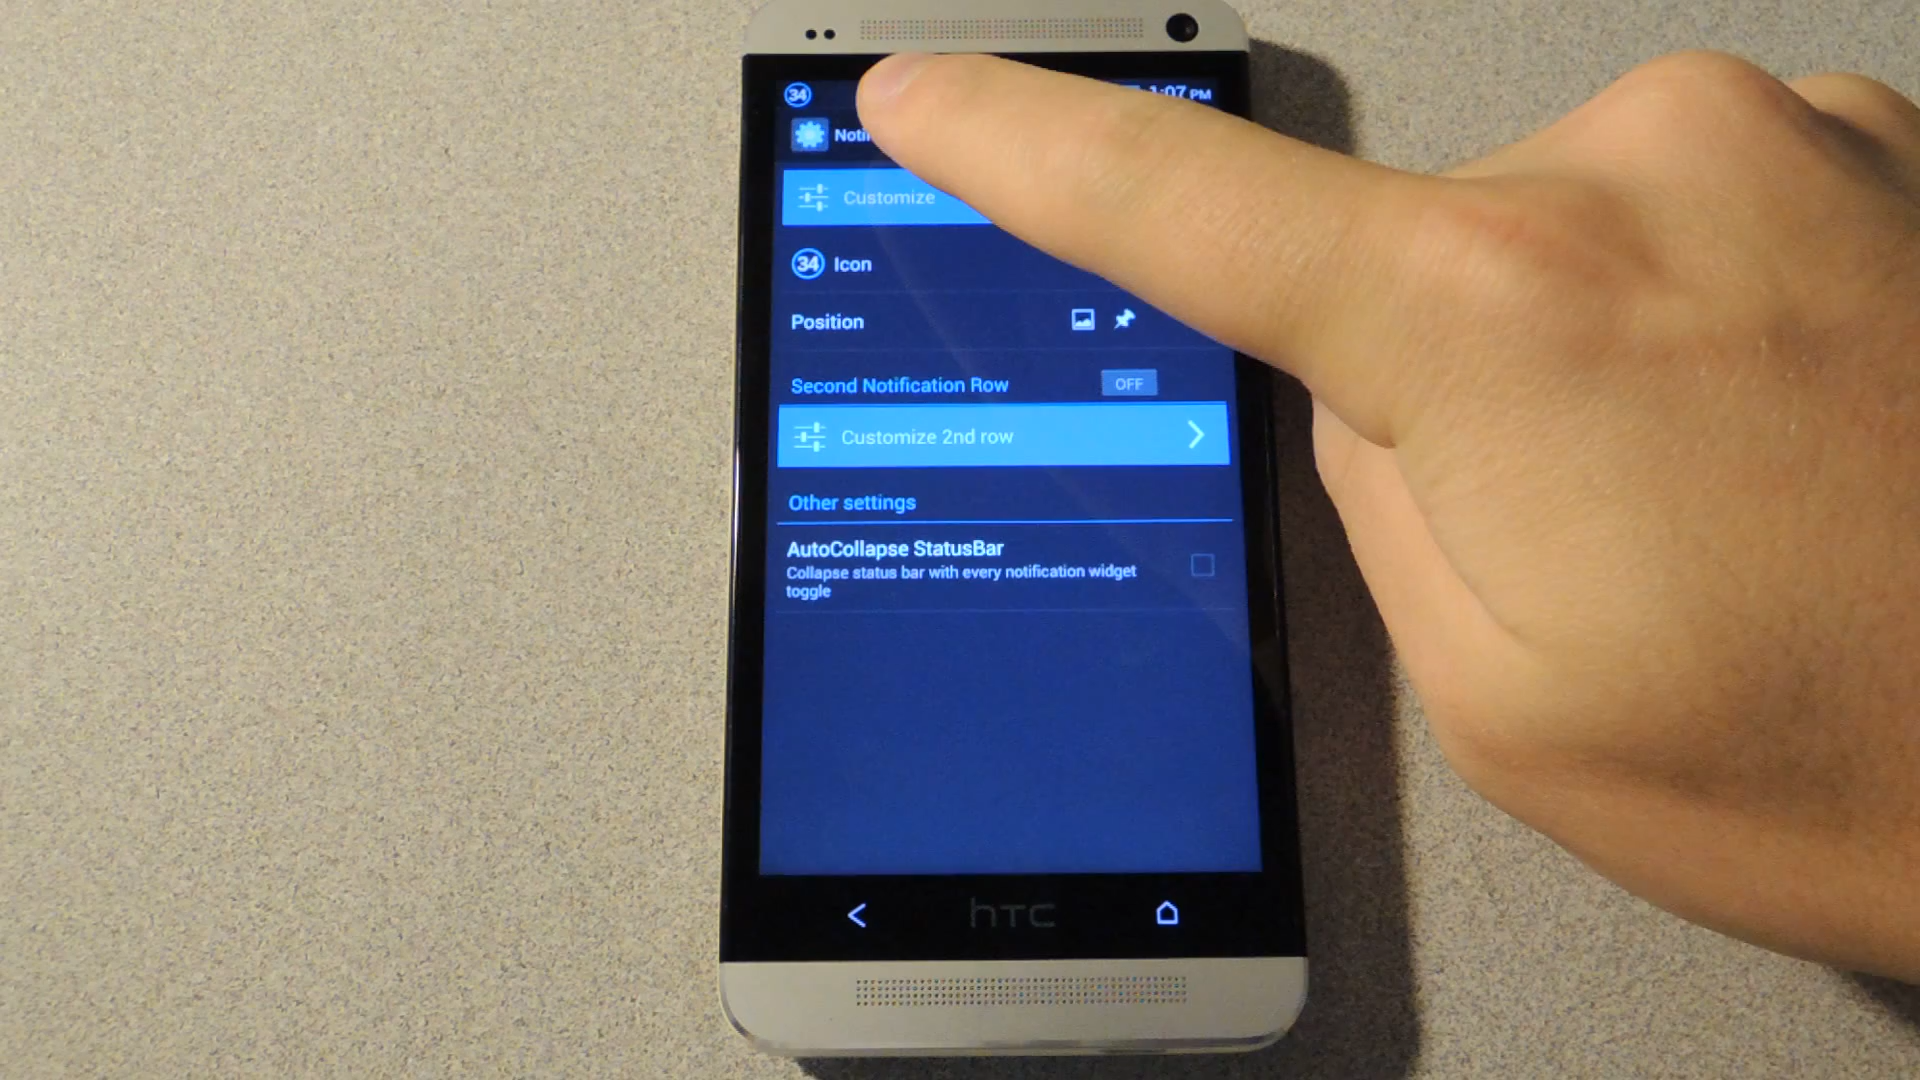 34
1:07 PM
Customize
34 Icon
Position
Second Notification Row OFF
Customize 2nd row
Other settings
AutoCollapse StatusBar
Collapse status bar with every notification widget
toggle
hTC